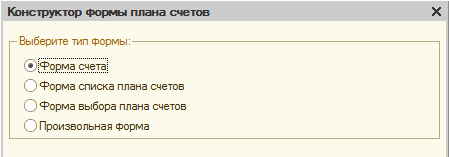 Конструктор формы плана счетов
Выберите тип формы:
Форма счета
Форма списка плана счетов
Форма выбора плана счетов
Произвольная форма